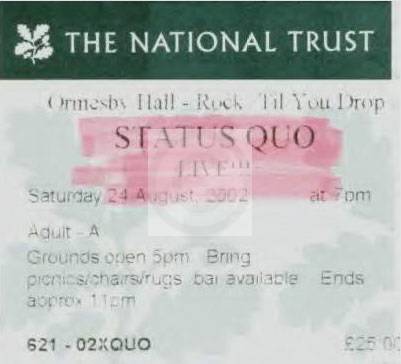 THE NATIONAL TRUST
Ormesby Hall - Rock 'Til You Drop
STATUS QUO
LIVE!!!
Saturday 24 August, 2002 at 7pm
Adult - A
Grounds open 5pm Bring
picnics/chairs/rugs bar available Ends
approx 11pm
621 - 02XQUO £25.00